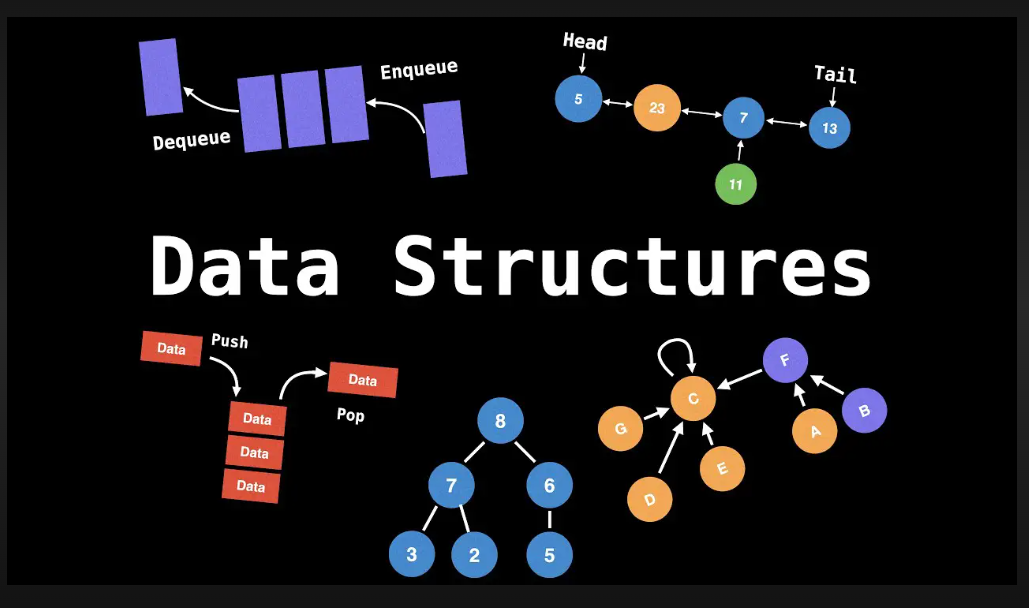 Enqueue
Dequeue
Head
Tail
5
23
7
13
11
Data Structures
Data
Push
Data
Pop
Data
Data
Data
8
7
6
3
2
5
F
C
B
G
A
E
D